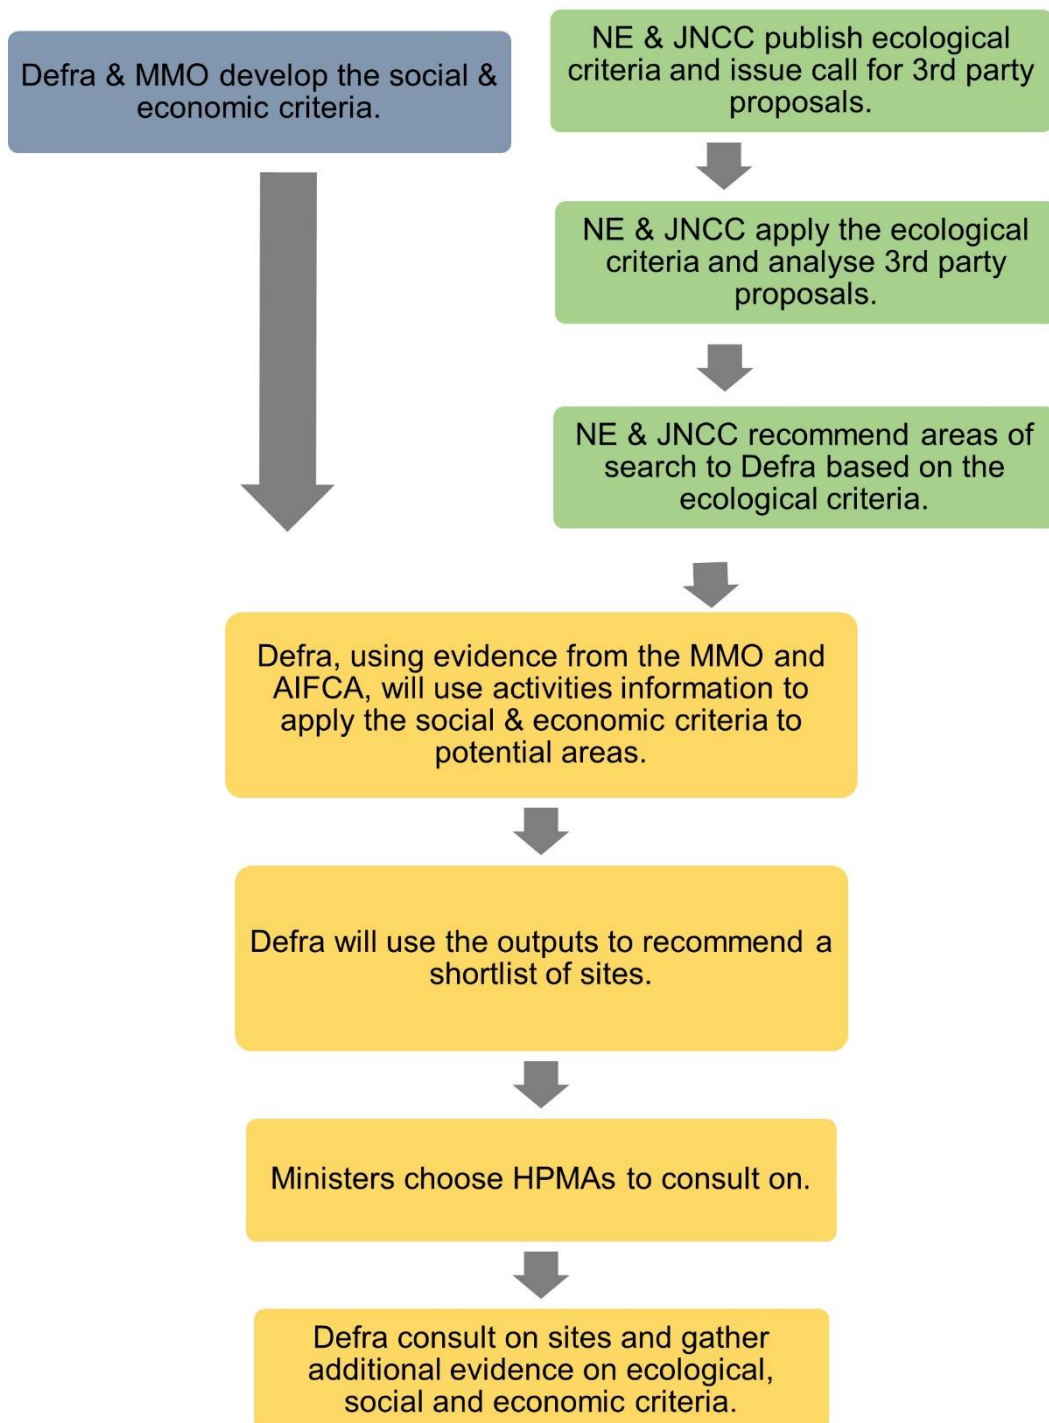 Defra & MMO develop the social &
economic criteria.
NE & JNCC publish ecological
criteria and issue call for 3rd party
proposals.
NE & JNCC apply the ecological
criteria and analyse 3rd party
proposals.
NE & JNCC recommend areas of
search to Defra based on the
ecological criteria.
Defra, using evidence from the MMO and
AIFCA, will use activities information to
apply the social & economic criteria to
potential areas.
Defra will use the outputs to recommend a
shortlist of sites.
Ministers choose HPMAs to consult on.
Defra consult on sites and gather
additional evidence on ecological,
social and economic criteria.